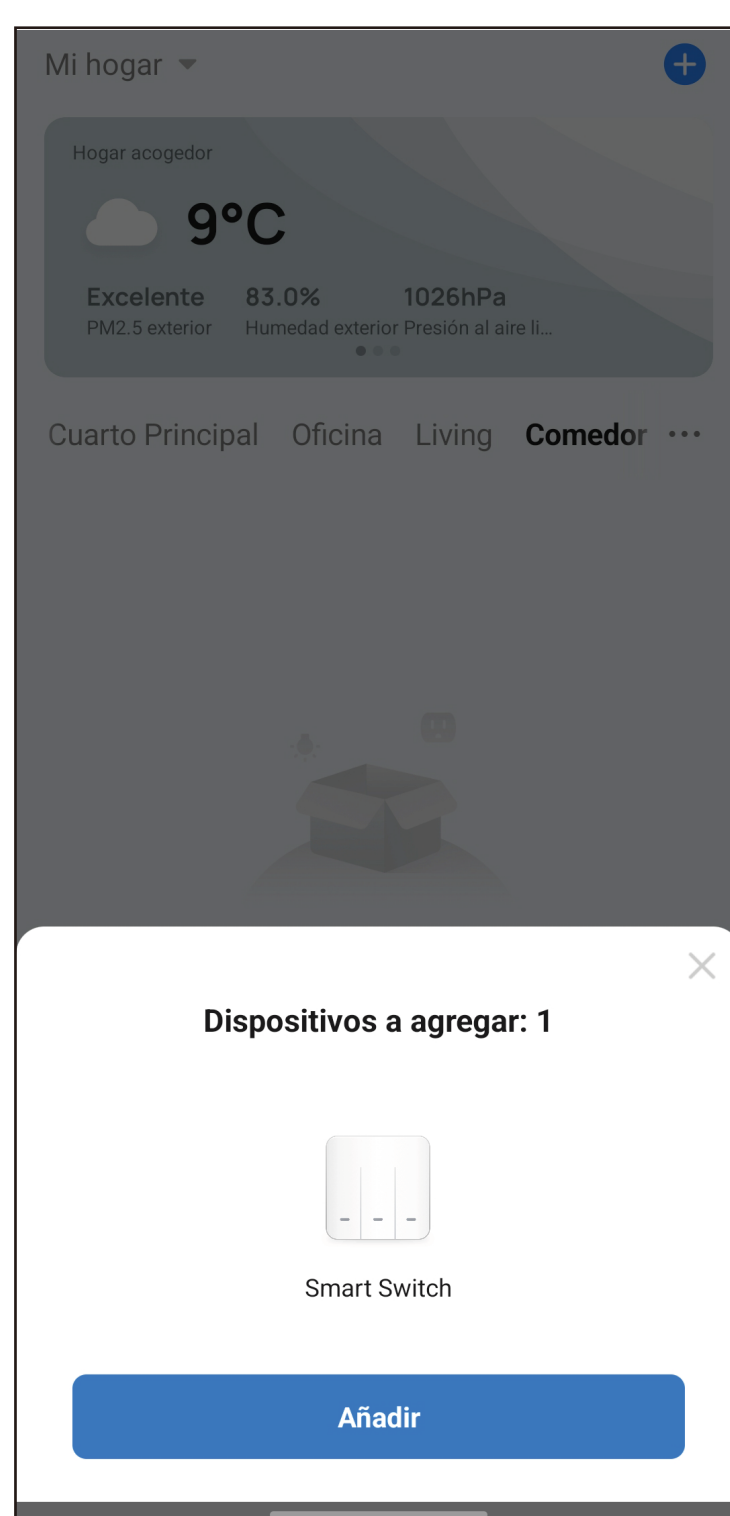 Mi hogar
Hogar acogedor
9°C
Excelente 83.0% 1026hPa
PM2.5 exterior Humedad exterior Presión al aire li...
Cuarto Principal Oficina Living Comedor ...
Dispositivos a agregar: 1
Smart Switch
Añadir